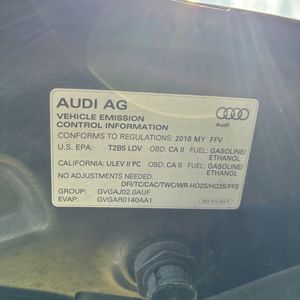 AUDI AG
VEHICLE EMISSION
CONTROL INFORMATION
Audi
CONFORMS TO REGULATIONS: 2016 MY FFV
U.S. EPA: T2B5 LDV OBD: CA II FUEL: GASOLINE/
ETHANOL
CALIFORNIA: ULEV II PC OBD: CA II FUEL: GASOLINE/
ETHANOL
NO ADJUSTMENTS NEEDED.
DFI/TC/CAC/TWC/WR-HO2S/HO2S/FFS
GROUP: GVGAJ02.0AUF
EVAP: GVGAR0140AA1